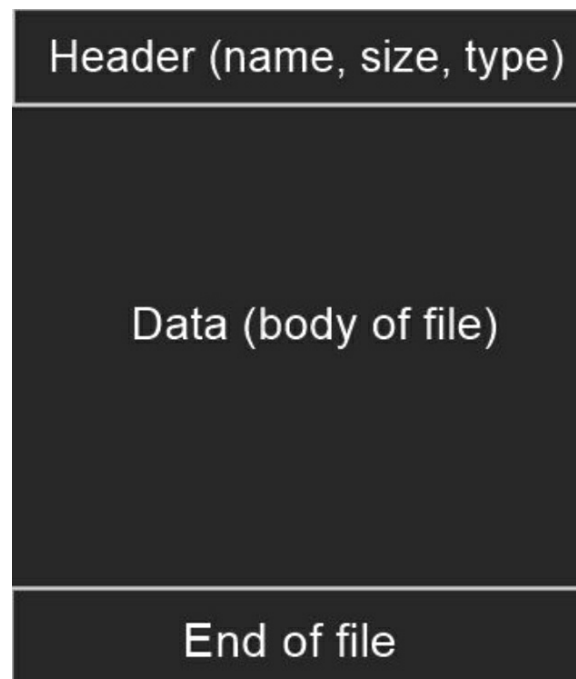 Header (name, size, type)
Data (body of file)
End of file